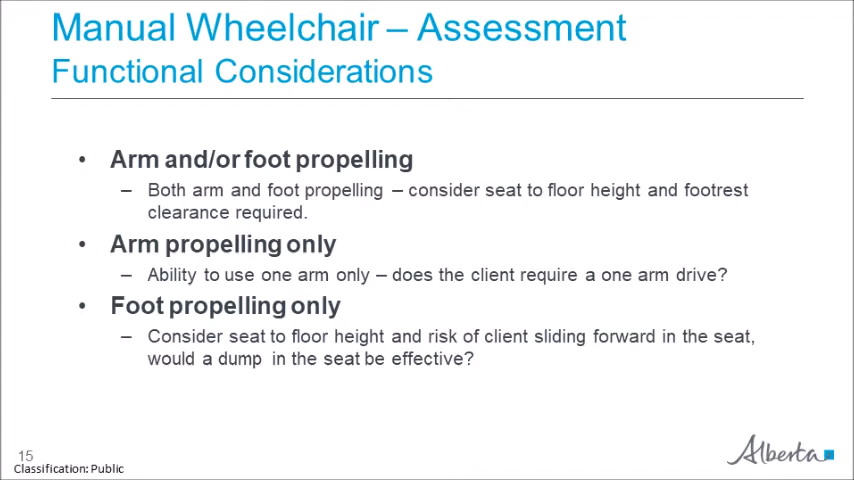 Manual Wheelchair – Assessment
Functional Considerations
• Arm and/or foot propelling
– Both arm and foot propelling – consider seat to floor height and footrest
clearance required.
• Arm propelling only
– Ability to use one arm only – does the client require a one arm drive?
• Foot propelling only
– Consider seat to floor height and risk of client sliding forward in the seat,
would a dump in the seat be effective?
15
Classification: Public
Alberta